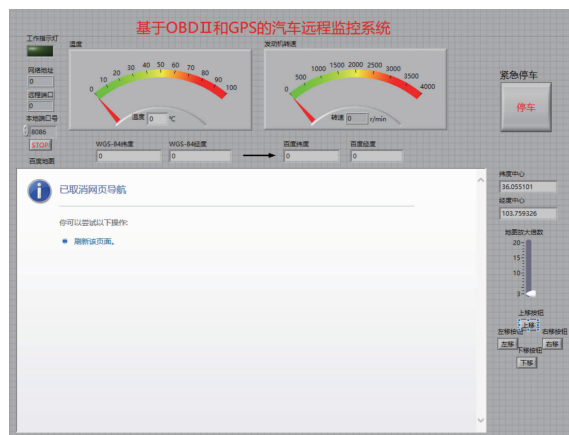 基于OBDⅡ和GPS的汽车远程监控系统
工作指示灯
温度
发动机转速
0 10 20 30 40 50 60 70 80 90 100
0 500 1000 1500 2000 2500 3000 3500 4000
网络地址
0
远程端口
0
本地端口号
8086
STOP
百度地图
温度 0 ℃
转速 0 r/min
紧急停车
停车
WGS-84纬度 WGS-84经度 百度纬度 百度经度
0 0 0 0
已取消网页导航
你可以尝试以下操作:
刷新该页面。
纬度中心
36.055101
经度中心
103.759326
地图放大倍数
20
15
10
3
上移按钮
上移
左移按钮 右移按钮
左移 右移
下移按钮
下移